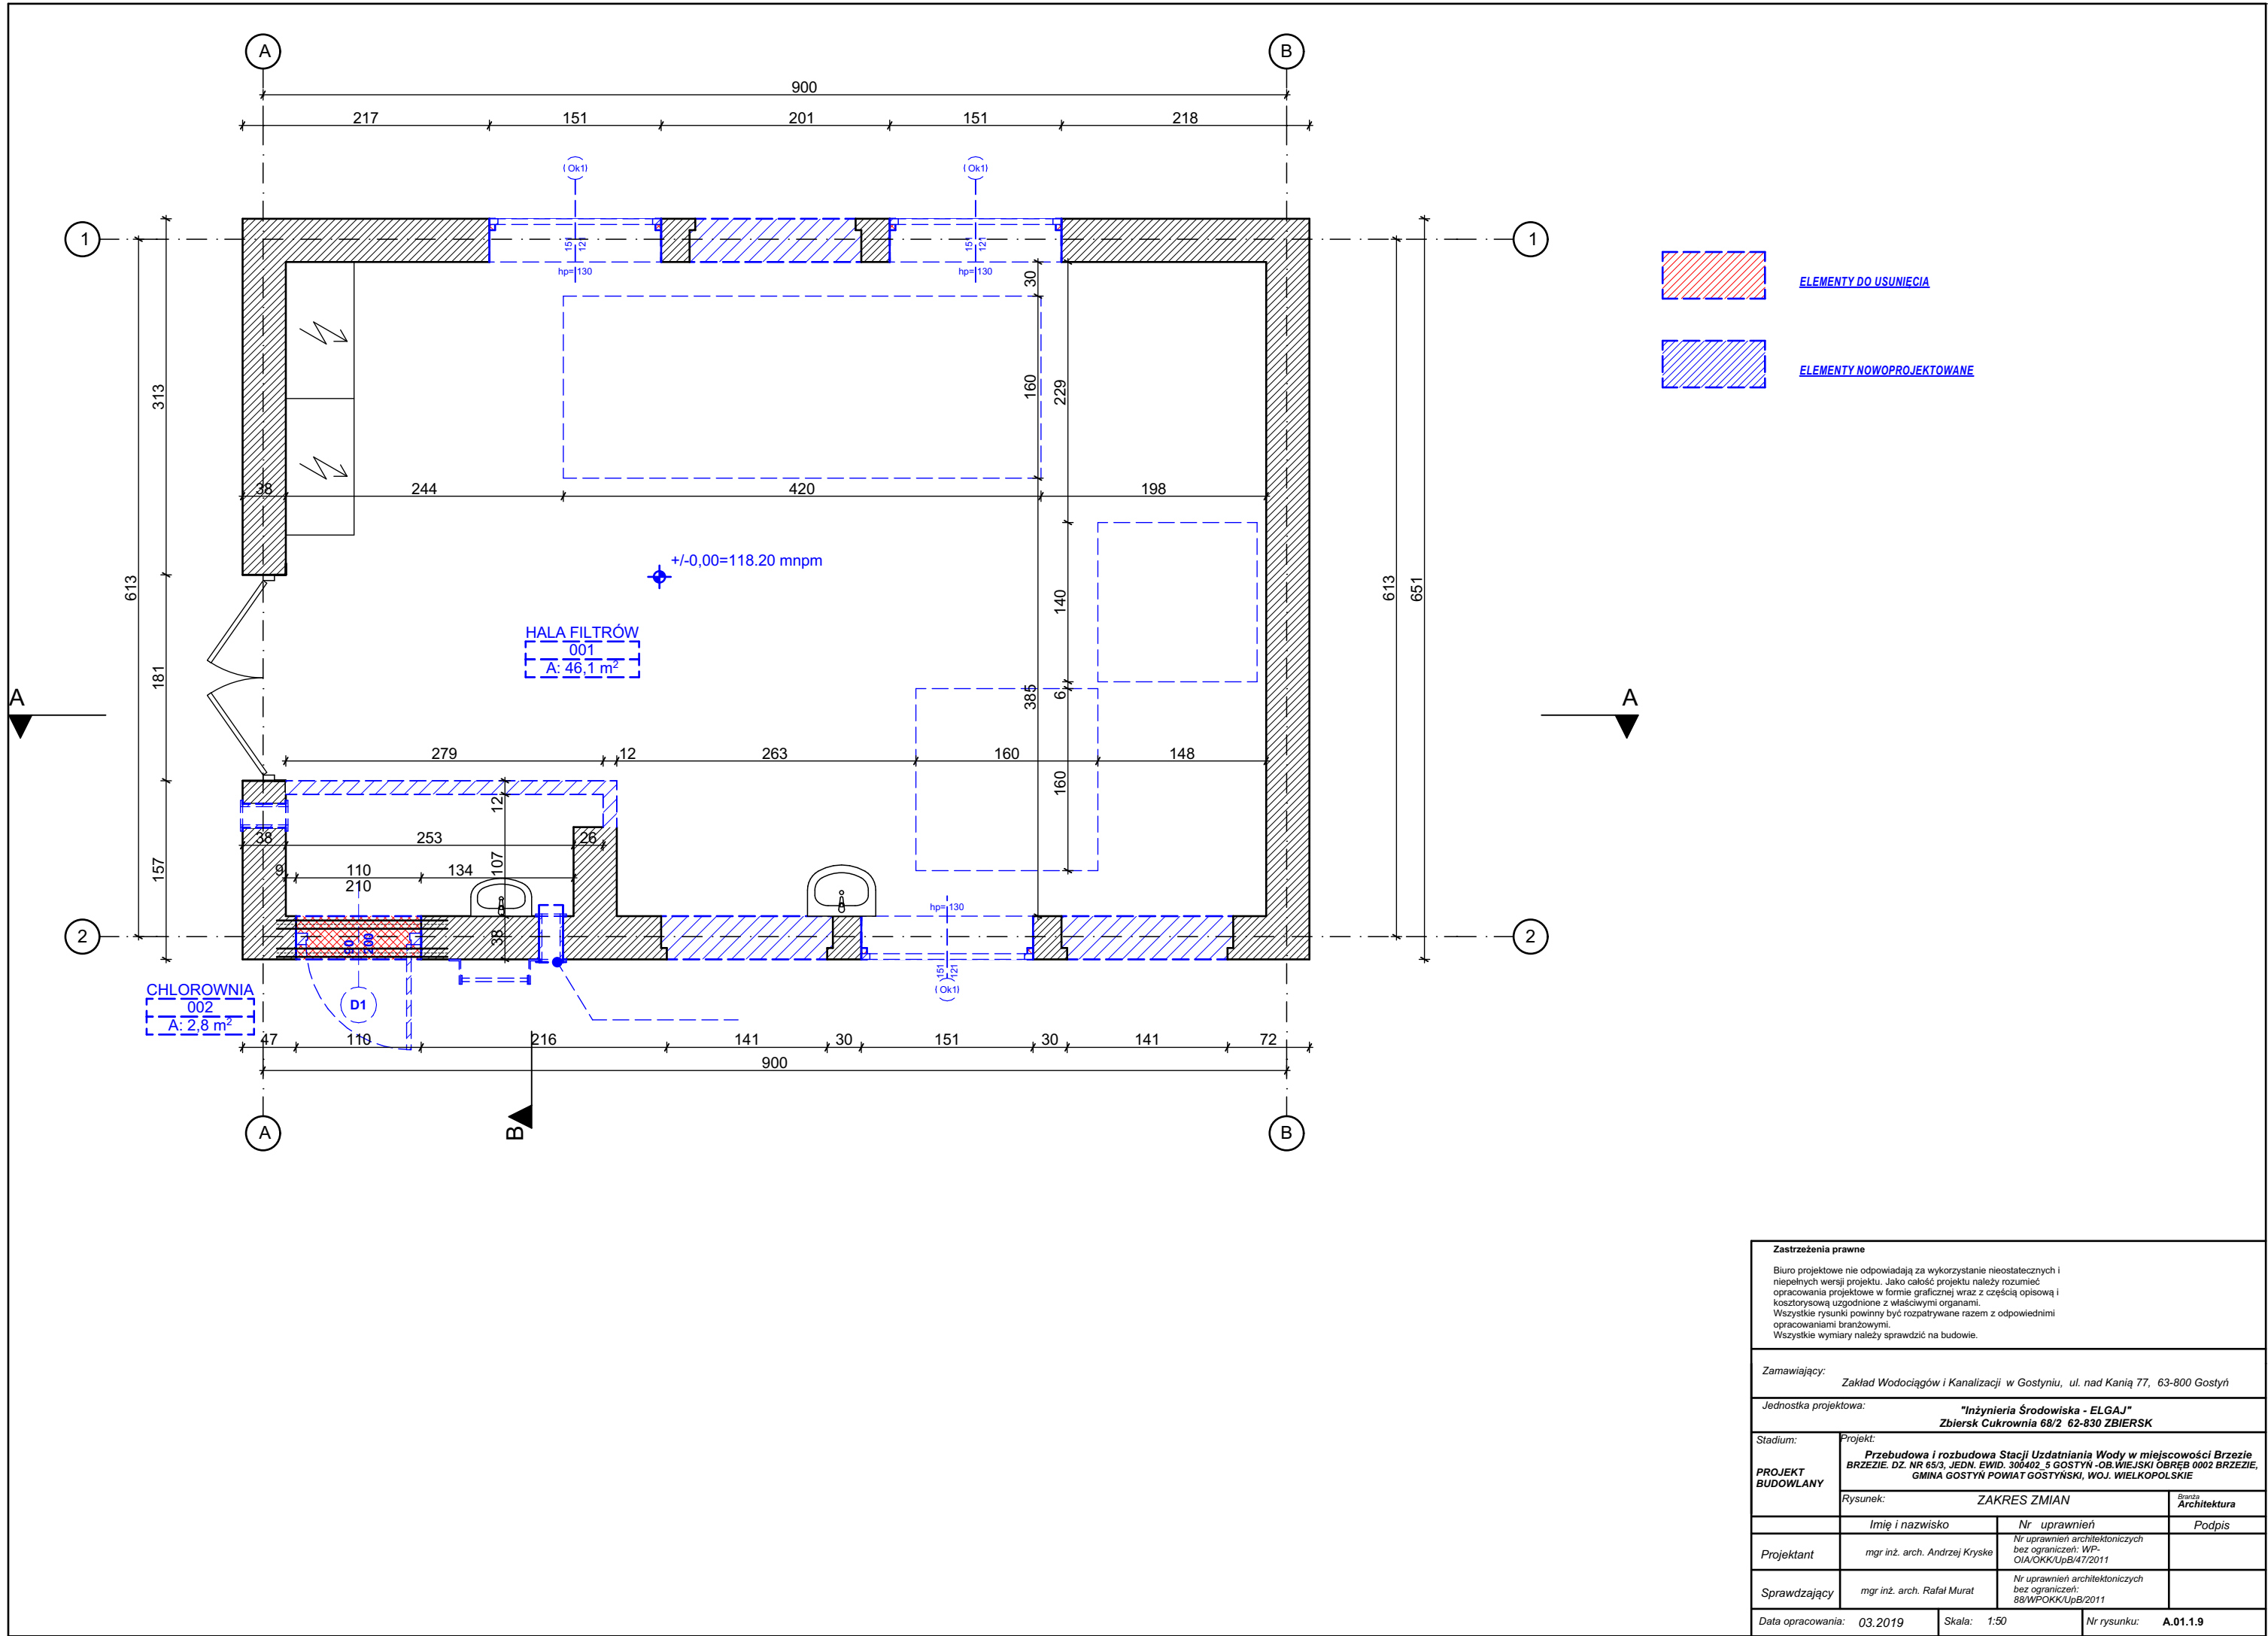 A
B
900
217
151
201
151
218
( Ok1)
( Ok1)
1
1
151
121
151
121
hp= 130
hp= 130
30
ELEMENTY DO USUNIĘCIA
ELEMENTY NOWOPROJEKTOWANE
313
160
229
38
244
420
198
+/-0,00=118.20 mnpm
613
140
613
651
HALA FILTRÓW
001
A: 46,1 m²
181
385
6
A
A
279
12
263
160
148
12
160
38
253
26
157
107
9
110
134
210
hp= 130
2
2
90
200
38
151
121
( Ok1)
CHLOROWNIA
002
A: 2,8 m²
D1
47
110
216
141
30
151
30
141
72
900
A
B
B
Zastrzeżenia prawne
Biuro projektowe nie odpowiadają za wykorzystanie nieostatecznych i
niepełnych wersji projektu. Jako całość projektu należy rozumieć
opracowania projektowe w formie graficznej wraz z częścią opisową i
kosztorysową uzgodnione z właściwymi organami.
Wszystkie rysunki powinny być rozpatrywane razem z odpowiednimi
opracowaniami branżowymi.
Wszystkie wymiary należy sprawdzić na budowie.
Zamawiający:
Zakład Wodociągów i Kanalizacji w Gostyniu, ul. nad Kanią 77, 63-800 Gostyń
Jednostka projektowa:
"Inżynieria Środowiska - ELGAJ"
Zbiersk Cukrownia 68/2 62-830 ZBIERSK
Stadium:
PROJEKT
BUDOWLANY
Projekt:
Przebudowa i rozbudowa Stacji Uzdatniania Wody w miejscowości Brzezie
BRZEZIE. DZ. NR 65/3, JEDN. EWID. 300402_5 GOSTYŃ -OB.WIEJSKI OBRĘB 0002 BRZEZIE,
GMINA GOSTYŃ POWIAT GOSTYŃSKI, WOJ. WIELKOPOLSKIE
Rysunek: ZAKRES ZMIAN
Branża
Architektura
Imię i nazwisko
Nr uprawnień
Podpis
Projektant
mgr inż. arch. Andrzej Kryske
Nr uprawnień architektoniczych
bez ograniczeń: WP-
OIA/OKK/UpB/47/2011
Sprawdzający
mgr inż. arch. Rafał Murat
Nr uprawnień architektoniczych
bez ograniczeń:
88/WPOKK/UpB/2011
Data opracowania: 03.2019
Skala: 1:50
Nr rysunku: A.01.1.9